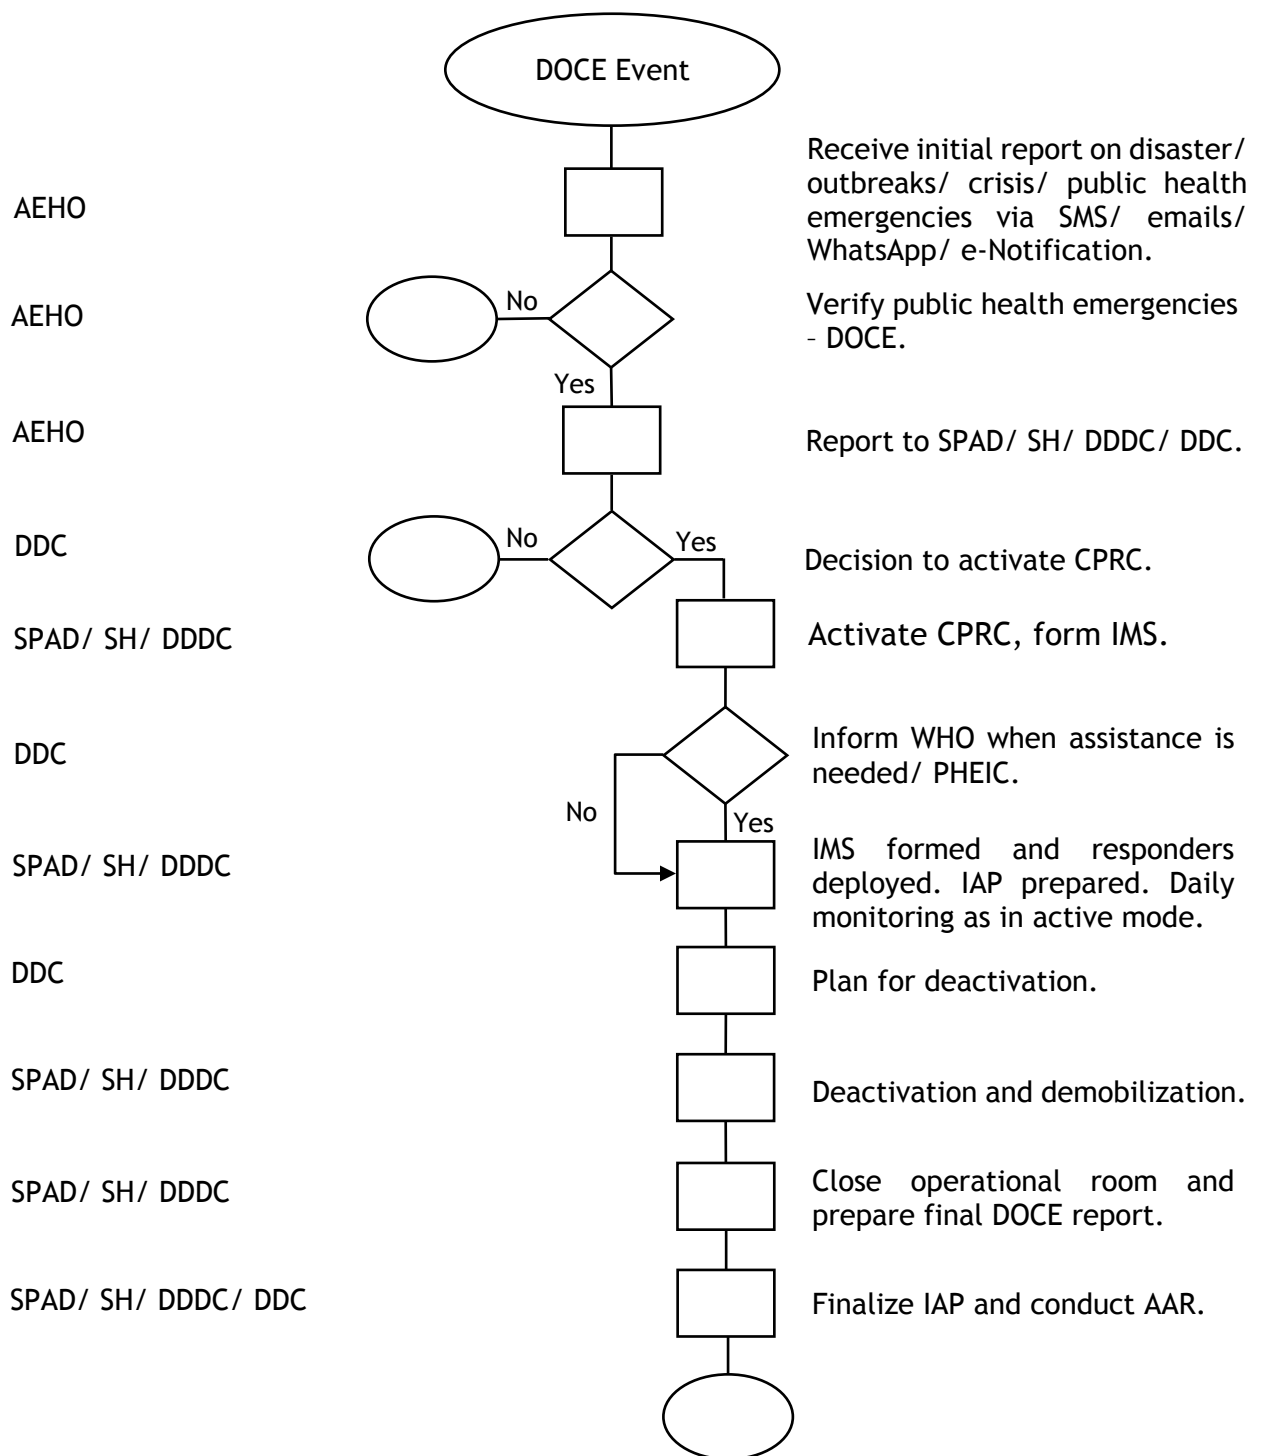 DOCE Event
AEHO
Receive initial report on disaster/
outbreaks/ crisis/ public health
emergencies via SMS/ emails/
WhatsApp/ e-Notification.
AEHO
No
Verify public health emergencies
– DOCE.
Yes
AEHO
Report to SPAD/ SH/ DDDC/ DDC.
DDC
No
Yes
Decision to activate CPRC.
SPAD/ SH/ DDDC
Activate CPRC, form IMS.
DDC
Inform WHO when assistance is
needed/ PHEIC.
No
Yes
SPAD/ SH/ DDDC
IMS formed and responders
deployed. IAP prepared. Daily
monitoring as in active mode.
DDC
Plan for deactivation.
SPAD/ SH/ DDDC
Deactivation and demobilization.
SPAD/ SH/ DDDC
Close operational room and
prepare final DOCE report.
SPAD/ SH/ DDDC/ DDC
Finalize IAP and conduct AAR.